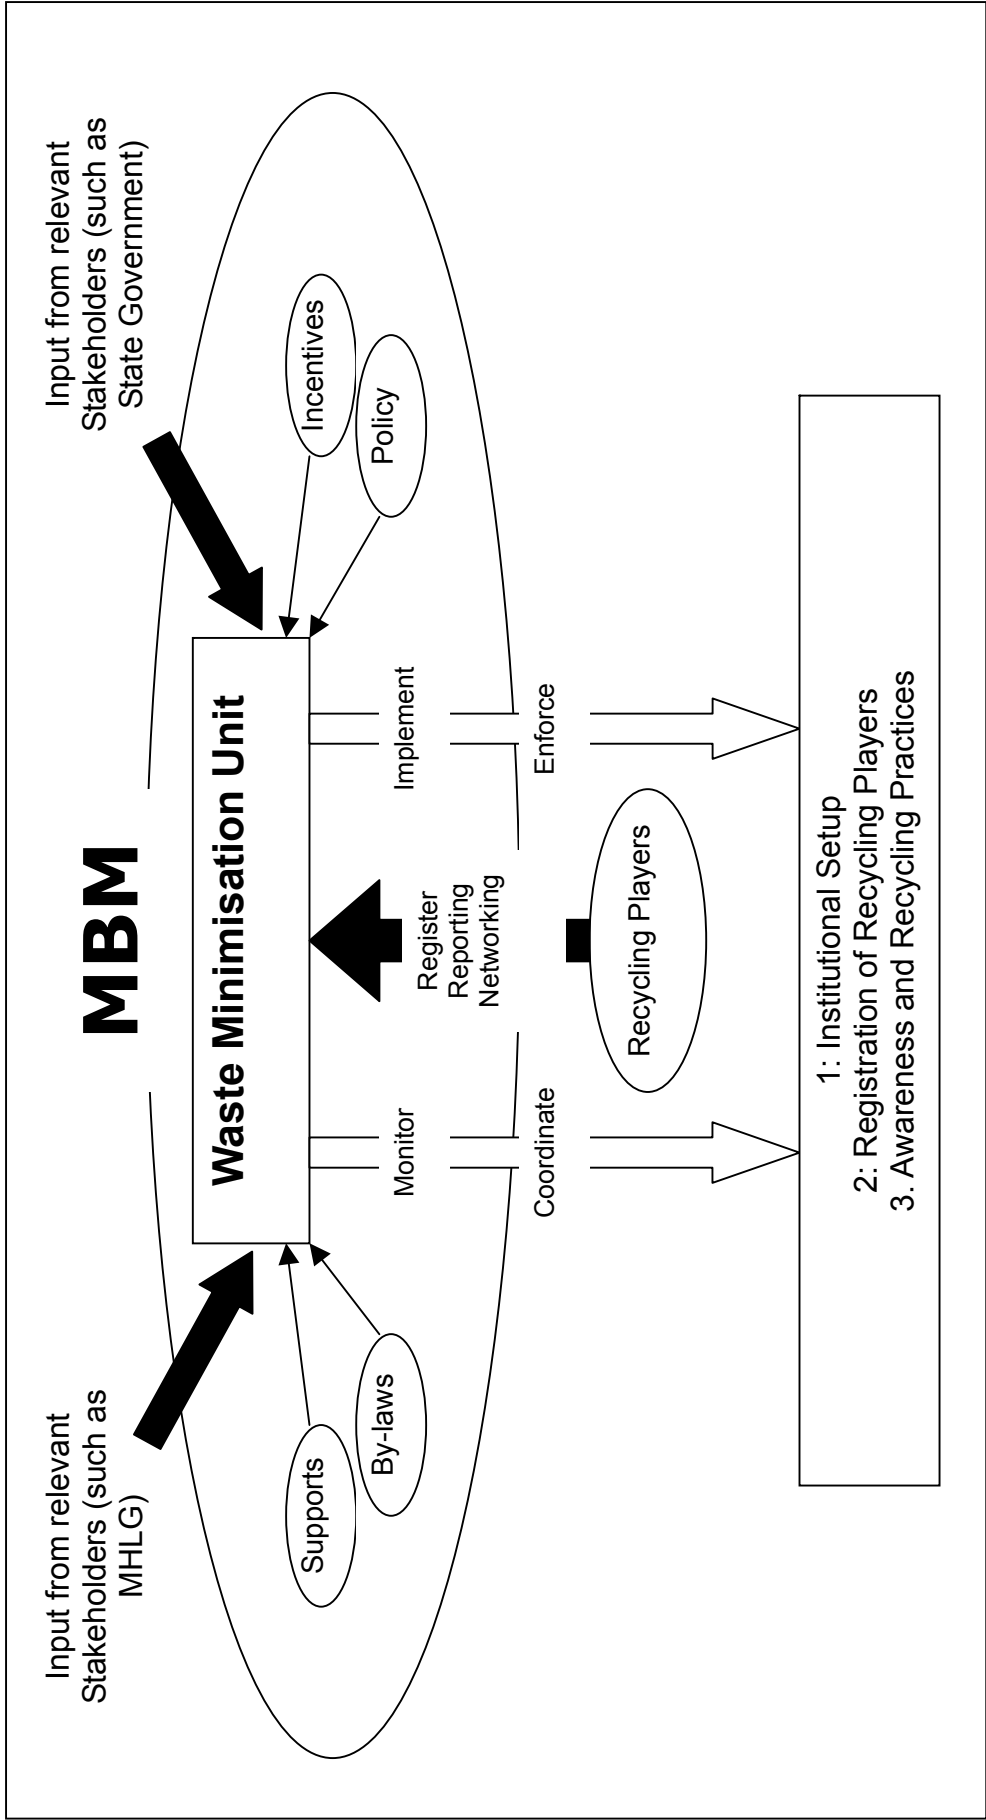 Input from relevant
Stakeholders (such as
MHLG)
MBM
Input from relevant
Stakeholders (such as
State Government)
Waste Minimisation Unit
Supports
By-laws
Incentives
Policy
Monitor
Coordinate
Register
Reporting
Networking
Implement
Enforce
Recycling Players
1: Institutional Setup
2: Registration of Recycling Players
3. Awareness and Recycling Practices